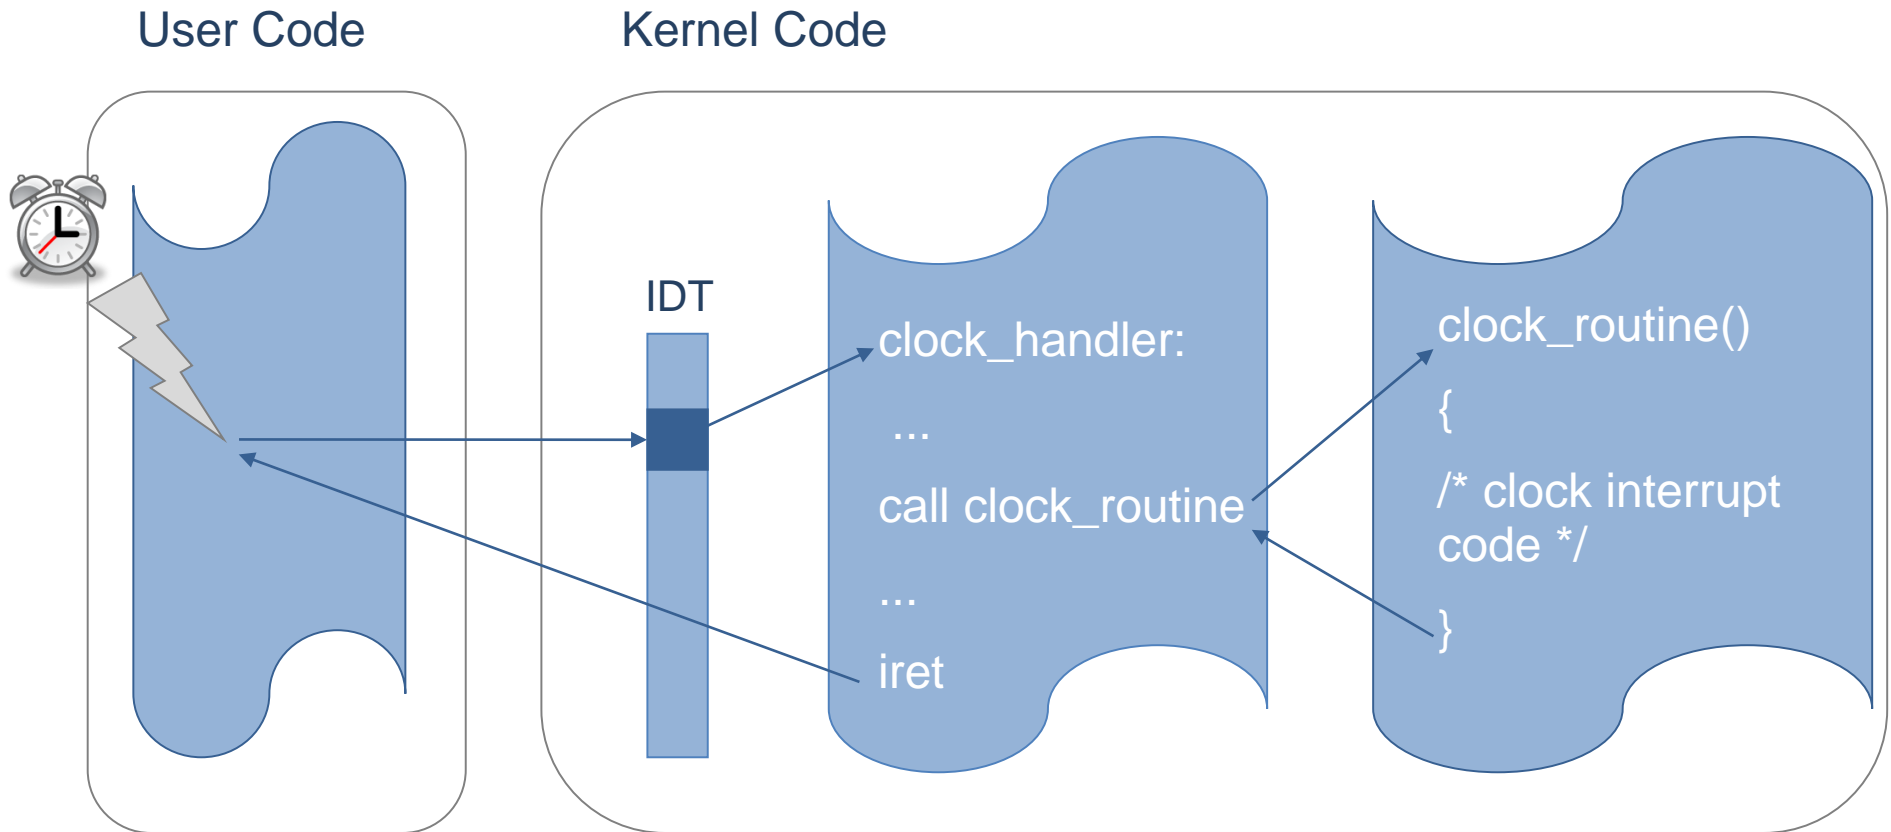 User Code
Kernel Code
IDT
clock_handler:
...
call clock_routine
...
iret
clock_routine()
{
/* clock interrupt
code */
}